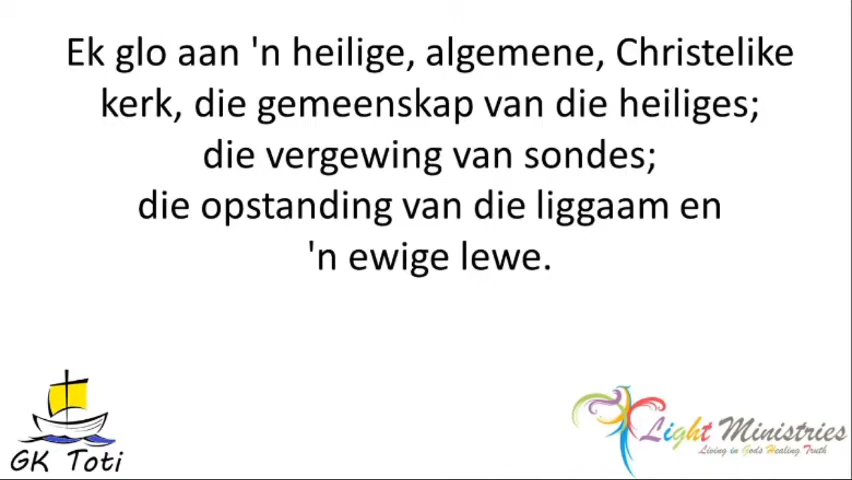 Ek glo aan 'n heilige, algemene, Christelike
kerk, die gemeenskap van die heiliges;
die vergewing van sondes;
die opstanding van die liggaam en
'n ewige lewe.
GK Toti
Light Ministries
Living in Gods Healing Truth